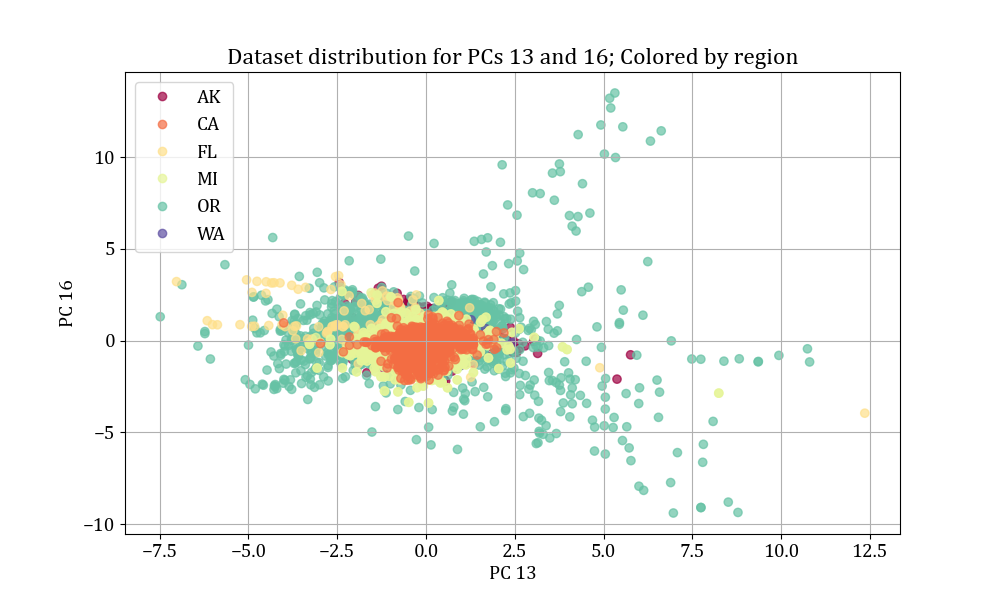 Dataset distribution for PCs 13 and 16; Colored by region
AK
CA
FL
MI
OR
WA
PC 16
10
5
0
−5
−10
−7.5 −5.0 −2.5 0.0 2.5 5.0 7.5 10.0 12.5
PC 13